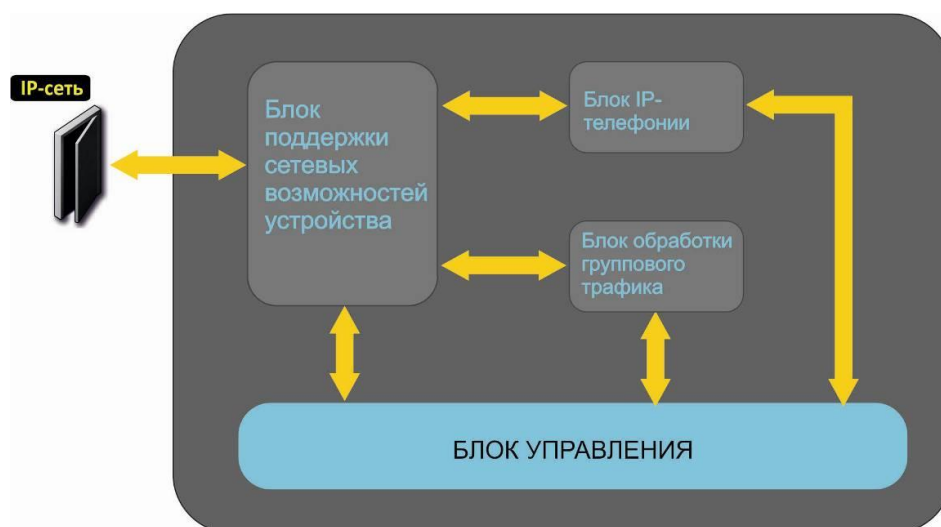 IP-сеть
Блок
поддержки
сетевых
возможностей
устройства
Блок IP-
телефонии
Блок обработки
группового
трафика
БЛОК УПРАВЛЕНИЯ